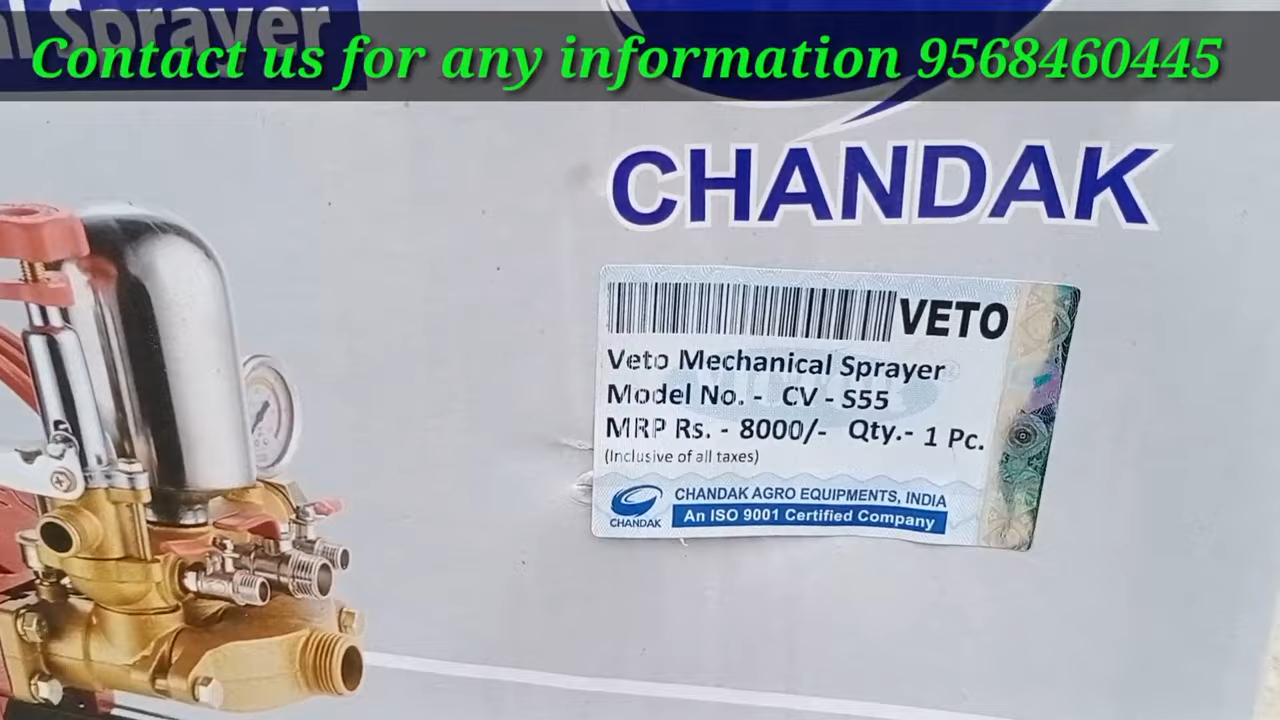 al Sprayer
Contact us for any information 9568460445
CHANDAK
VETO
Veto Mechanical Sprayer
Model No. - CV - S55
MRP Rs. - 8000/- Qty.- 1 Pc.
(Inclusive of all taxes)
CHANDAK
CHANDAK AGRO EQUIPMENTS, INDIA
An ISO 9001 Certified Company